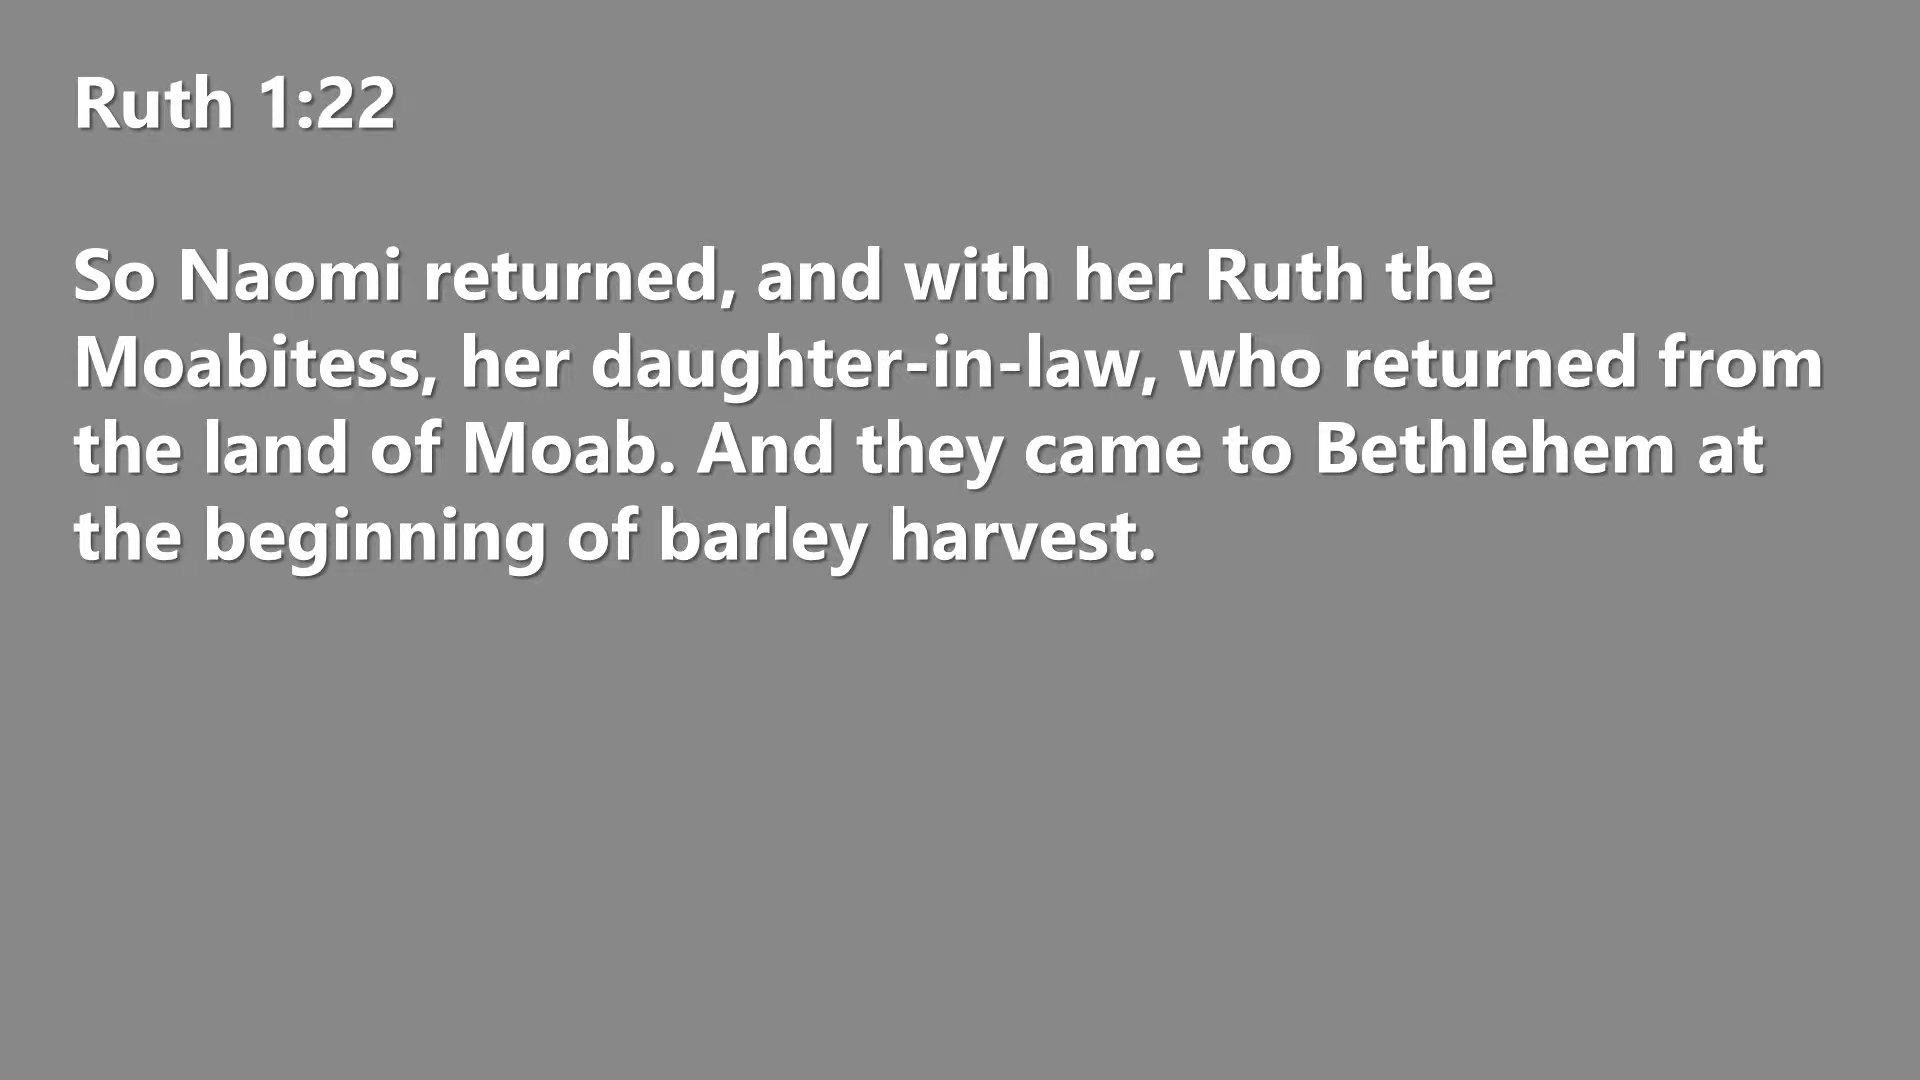 Ruth 1:22
So Naomi returned, and with her Ruth the
Moabitess, her daughter-in-law, who returned from
the land of Moab. And they came to Bethlehem at
the beginning of barley harvest.